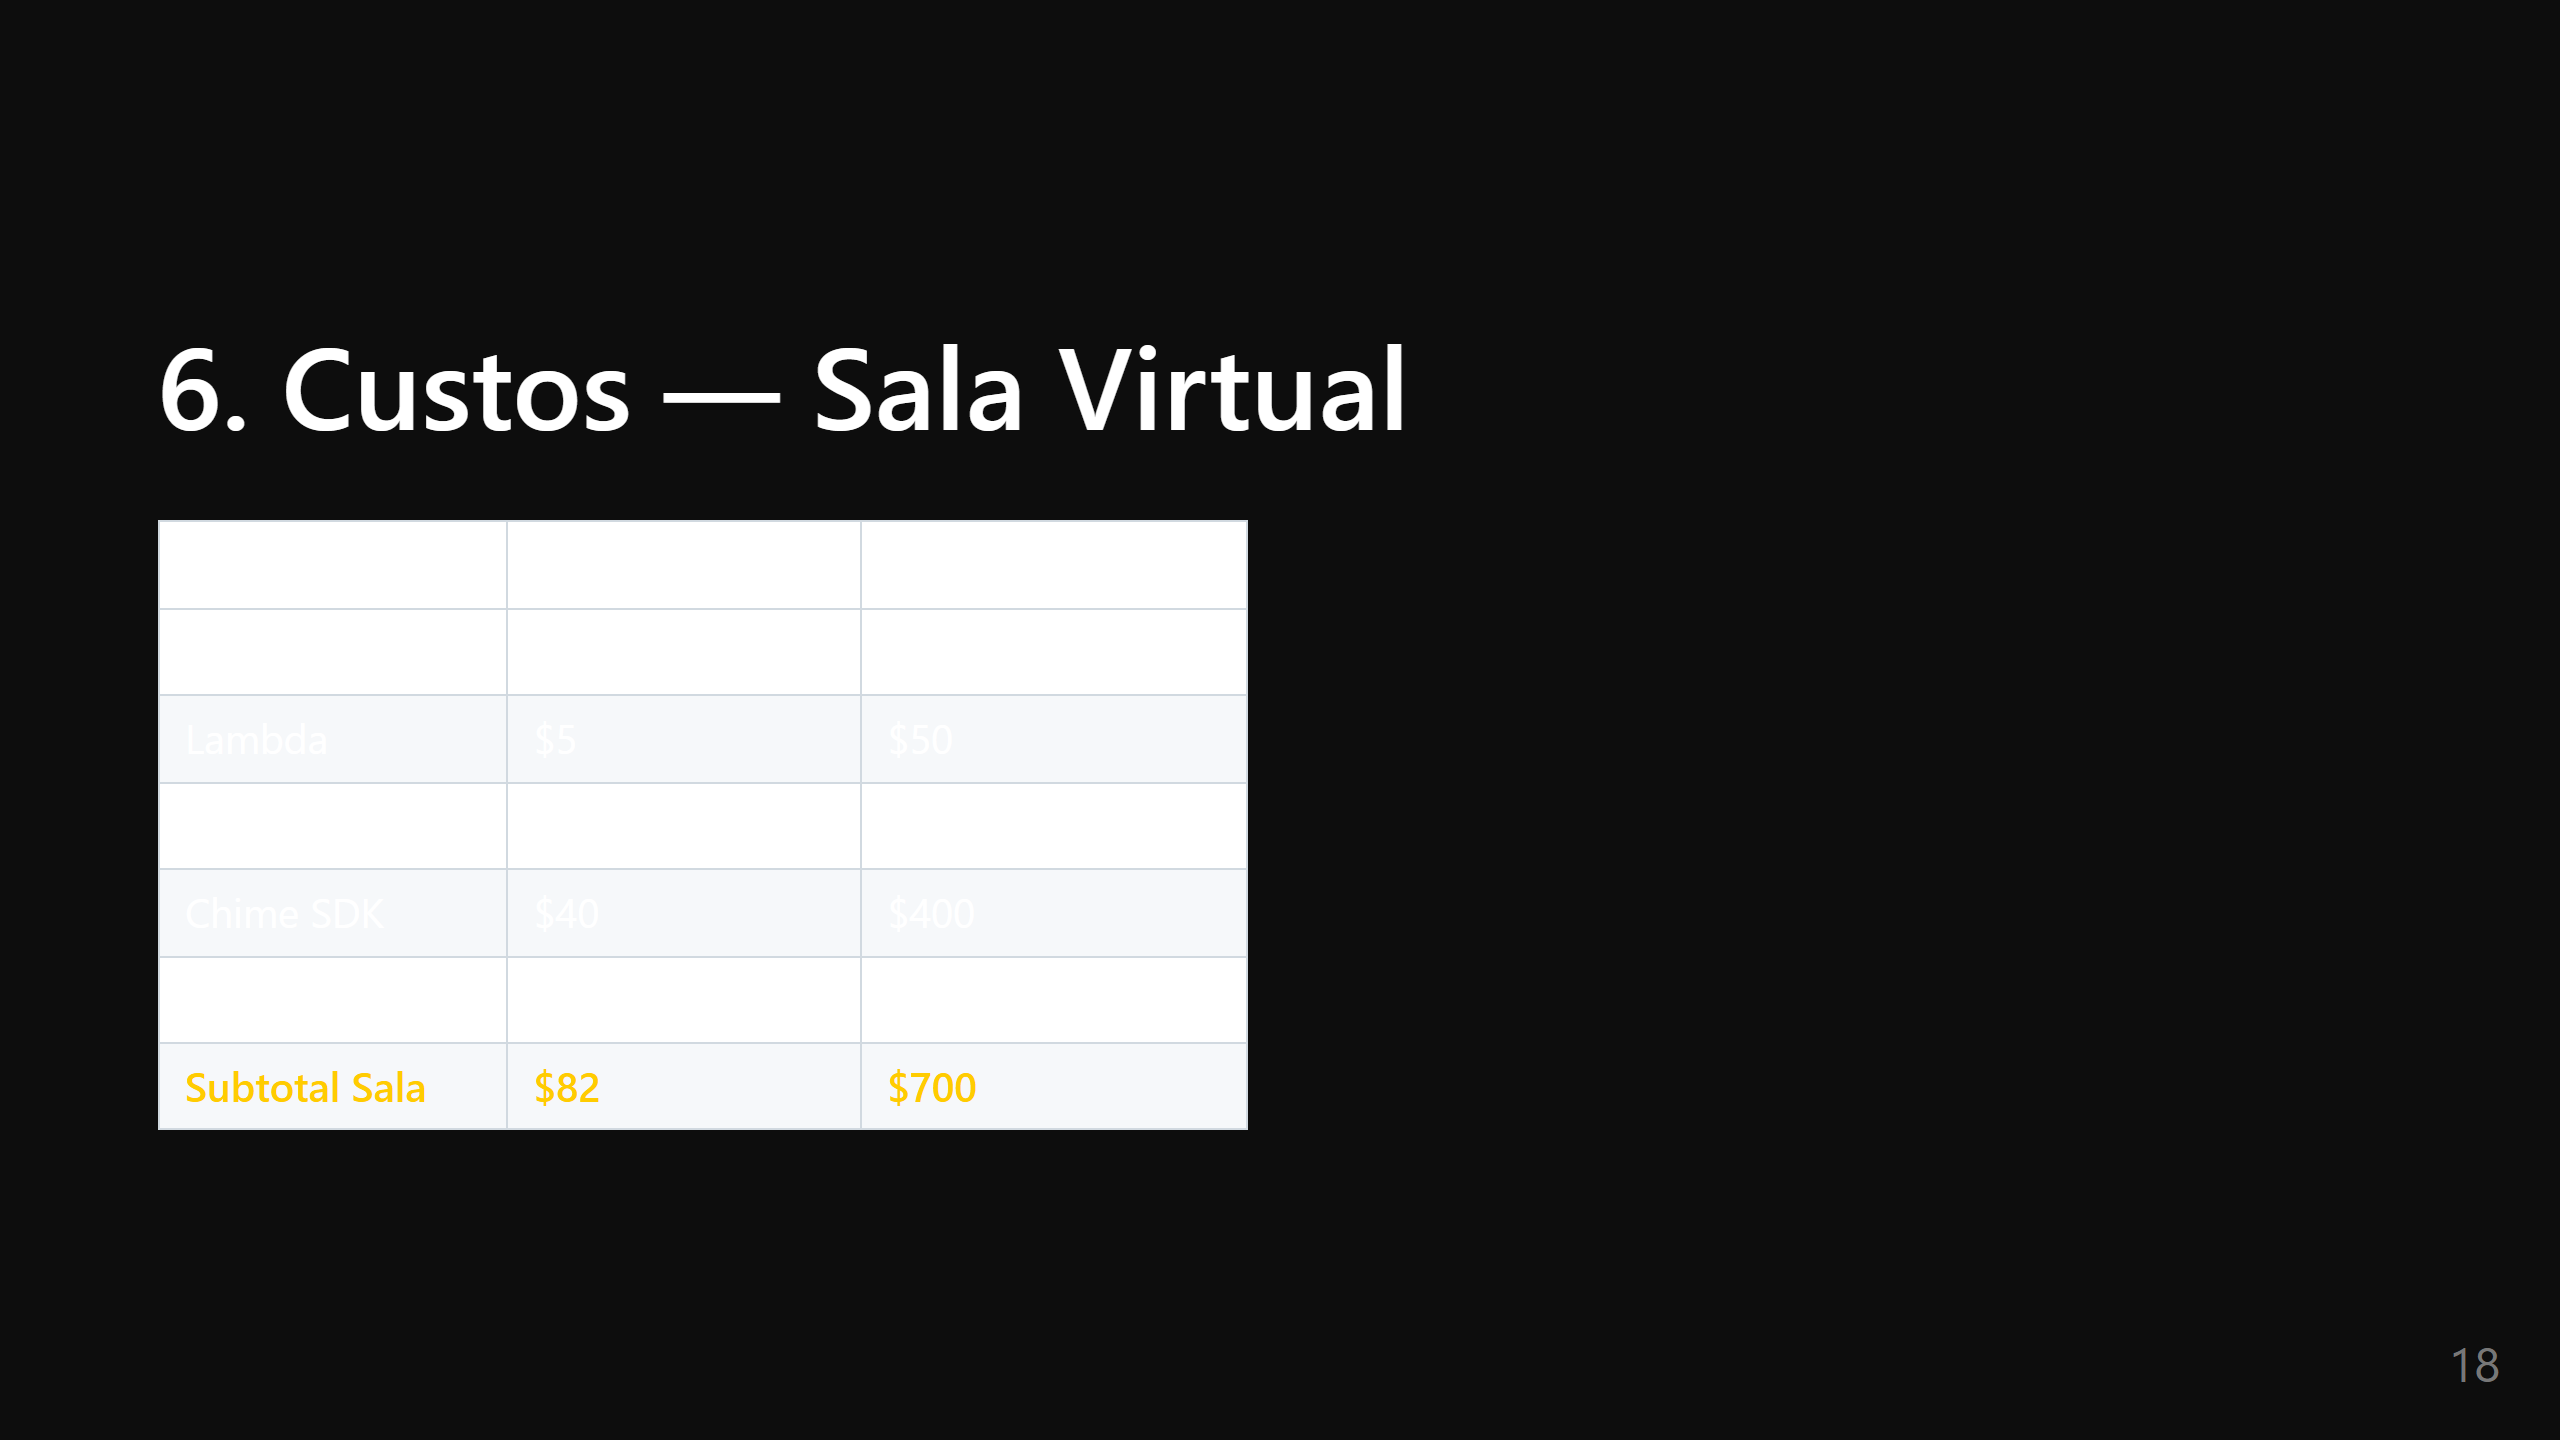 6. Custos — Sala Virtual
Lambda $5 $50
Chime SDK $40 $400
Subtotal Sala $82 $700
18